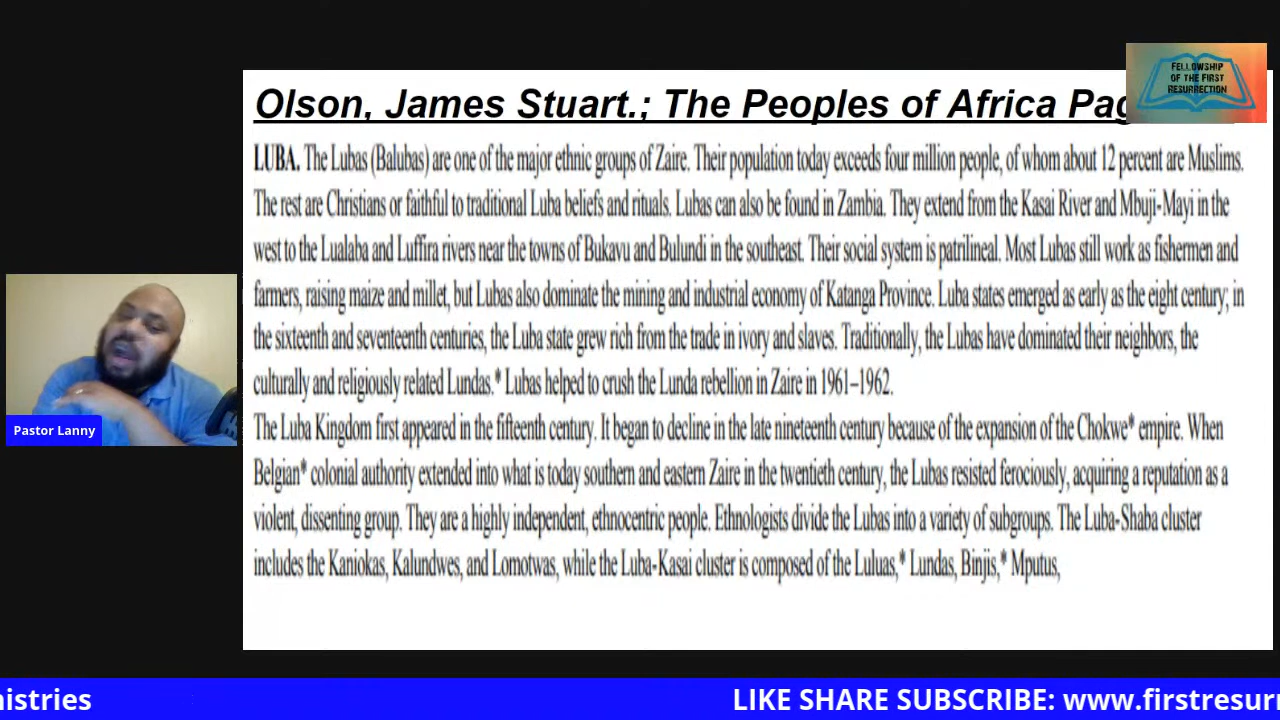 Olson, James Stuart.; The Peoples of Africa Pag
FELLOWSHIP
OF THE FIRST
RESURRECTION
LUBA. The Lubas (Balubas) are one of the major ethnic groups of Zaire. Their population today exceeds four million people, of whom about 12 percent are Muslims.
The rest are Christians or faithful to traditional Luba beliefs and rituals. Lubas can also be found in Zambia. They extend from the Kasai River and Mbuji-Mayi in the
west to the Lualaba and Luffira rivers near the towns of Bukavu and Bulundi in the southeast. Their social system is patrilineal. Most Lubas still work as fishermen and
farmers, raising maize and millet, but Lubas also dominate the mining and industrial economy of Katanga Province. Luba states emerged as early as the eight century; in
the sixteenth and seventeenth centuries, the Luba state grew rich from the trade in ivory and slaves. Traditionally, the Lubas have dominated their neighbors, the
culturally and religiously related Lundas.* Lubas helped to crush the Lunda rebellion in Zaire in 1961–1962.
The Luba Kingdom first appeared in the fifteenth century. It began to decline in the late nineteenth century because of the expansion of the Chokwe* empire. When
Belgian* colonial authority extended into what is today southern and eastern Zaire in the twentieth century, the Lubas resisted ferociously, acquiring a reputation as a
violent, dissenting group. They are a highly independent, ethnocentric people. Ethnologists divide the Lubas into a variety of subgroups. The Luba-Shaba cluster
includes the Kaniokas, Kalundwes, and Lomotwas, while the Luba-Kasai cluster is composed of the Luluas,* Lundas, Binjis,* Mputus,
Pastor Lanny
nistries
LIKE SHARE SUBSCRIBE: www.firstresurr